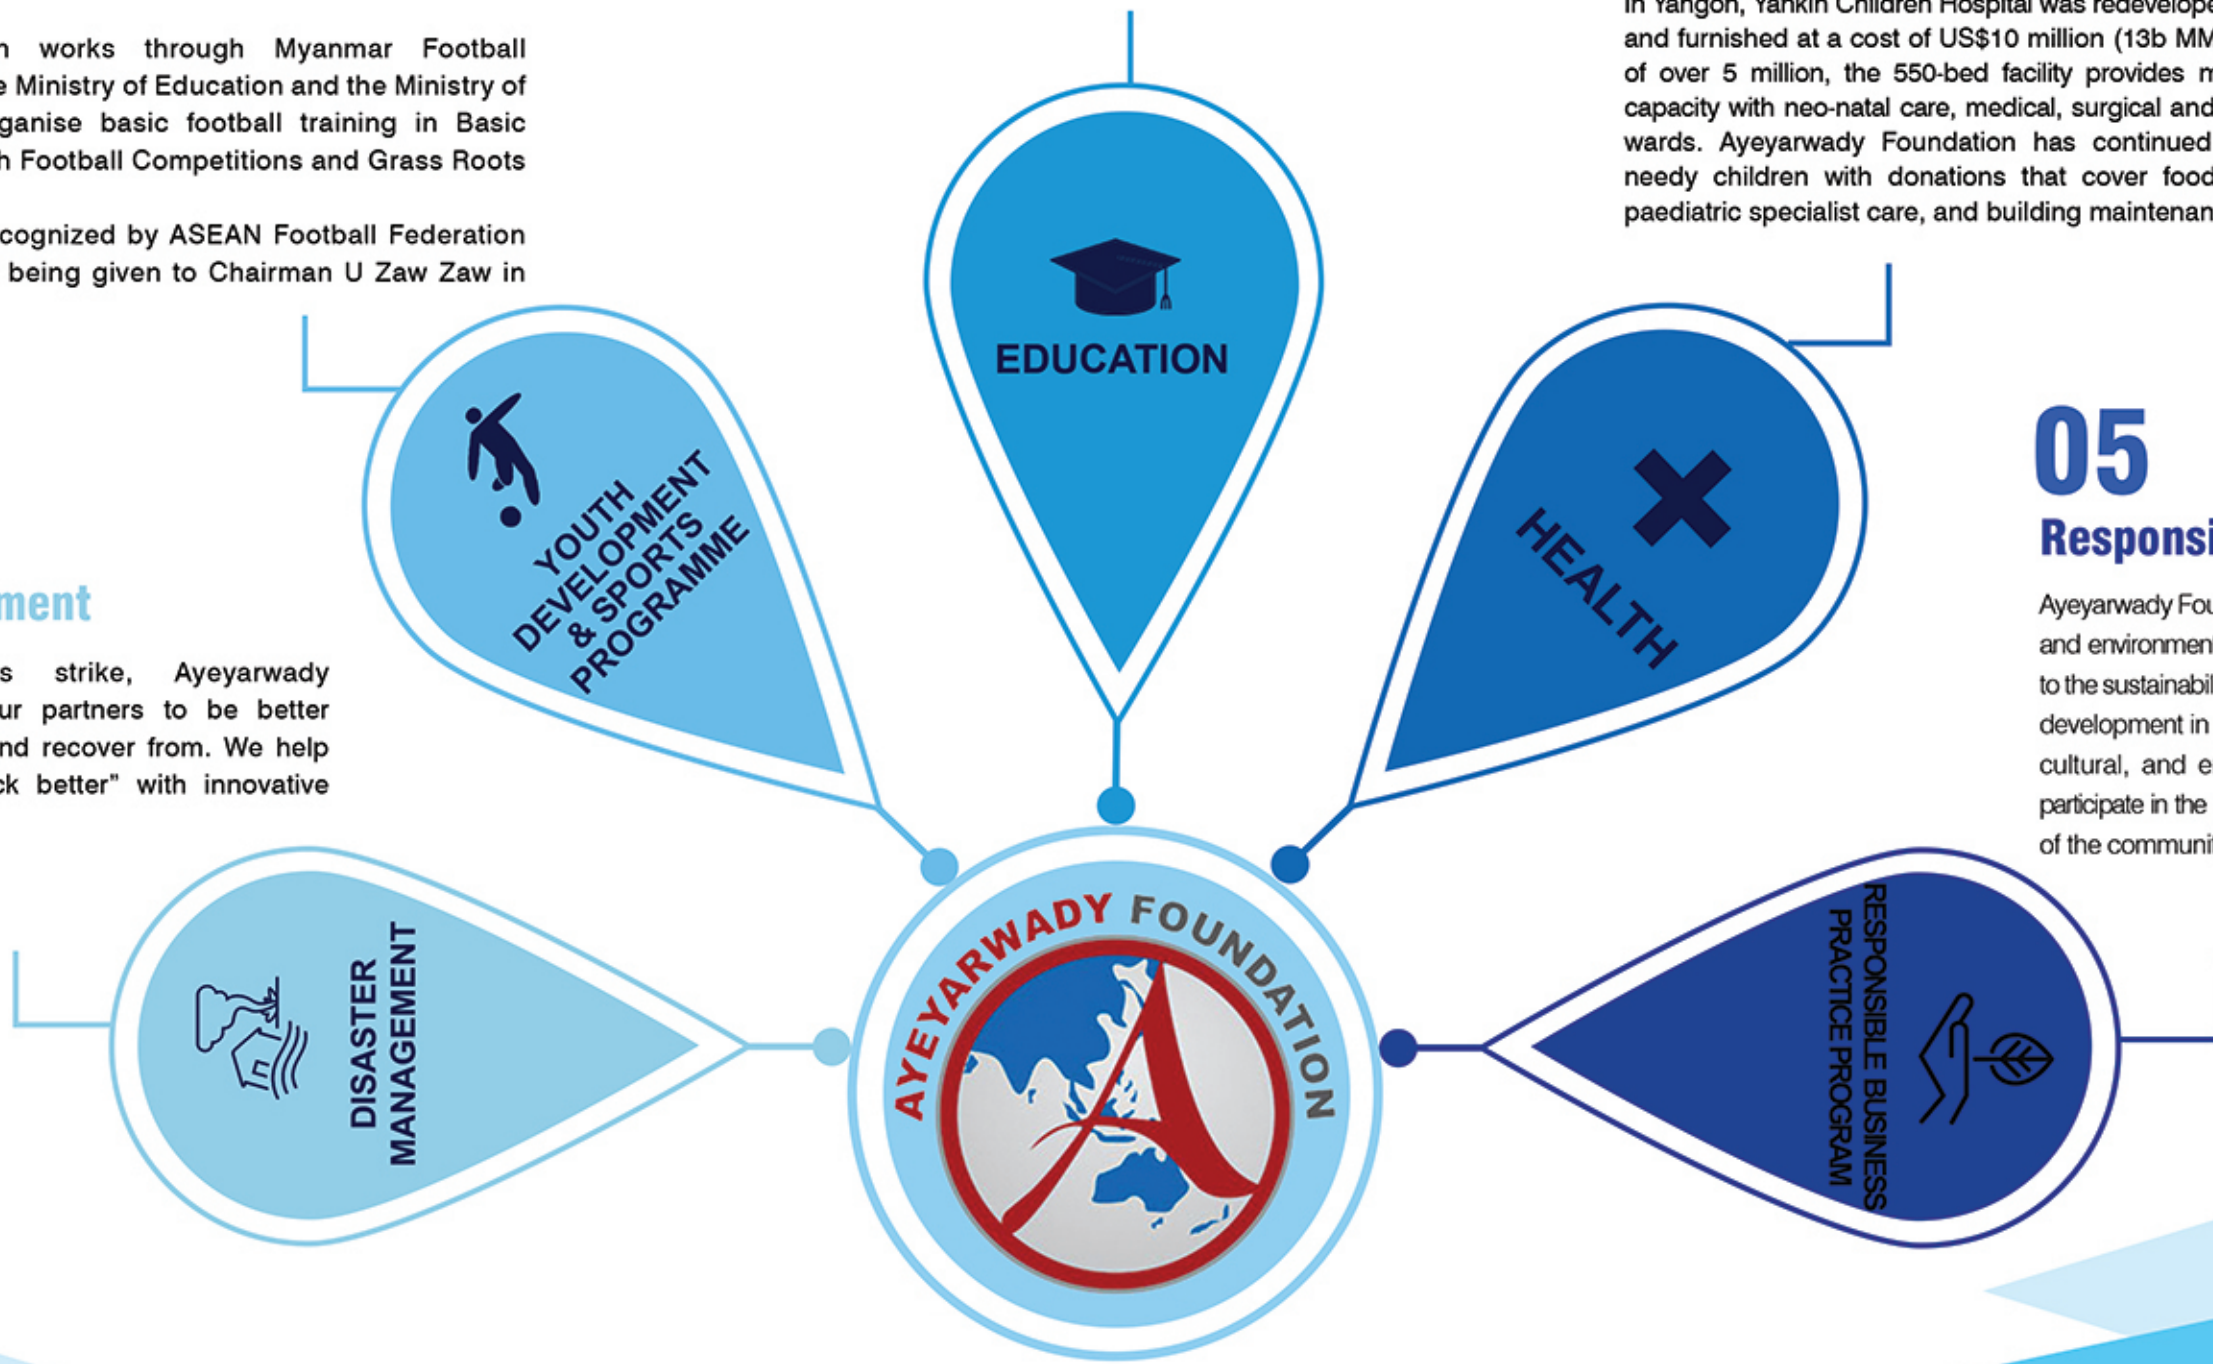 works through Myanmar Football
Ministry of Education and the Ministry of
ganise basic football training in Basic
h Football Competitions and Grass Roots
cognized by ASEAN Football Federation
being given to Chairman U Zaw Zaw in
In Yangon, Yankin Children Hospital was redevelope
and furnished at a cost of US$10 million (13b MM
of over 5 million, the 550-bed facility provides m
capacity with neo-natal care, medical, surgical and
wards. Ayeyarwady Foundation has continued
needy children with donations that cover food
paediatric specialist care, and building maintenan
EDUCATION
YOUTH
DEVELOPMENT
& SPORTS
PROGRAMME
HEALTH
05
Responsi
Ayeyarwady Fou
and environmen
to the sustainabil
development in
cultural, and e
participate in the
of the communi
ment
s strike, Ayeyarwady
ur partners to be better
nd recover from. We help
ck better" with innovative
DISASTER
MANAGEMENT
AYEYARWADY FOUNDATION
RESPONSIBLE BUSINESS
PRACTICE PROGRAM